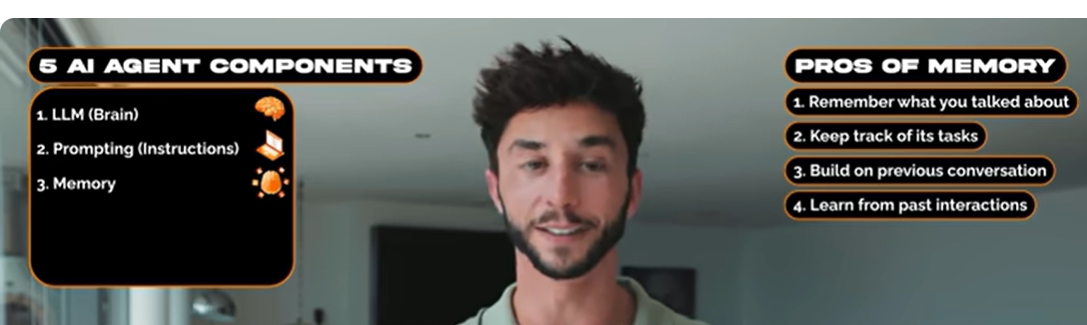 5 AI AGENT COMPONENTS
1. LLM (Brain)
2. Prompting (Instructions)
3. Memory
PROS OF MEMORY
1. Remember what you talked about
2. Keep track of its tasks
3. Build on previous conversation
4. Learn from past interactions